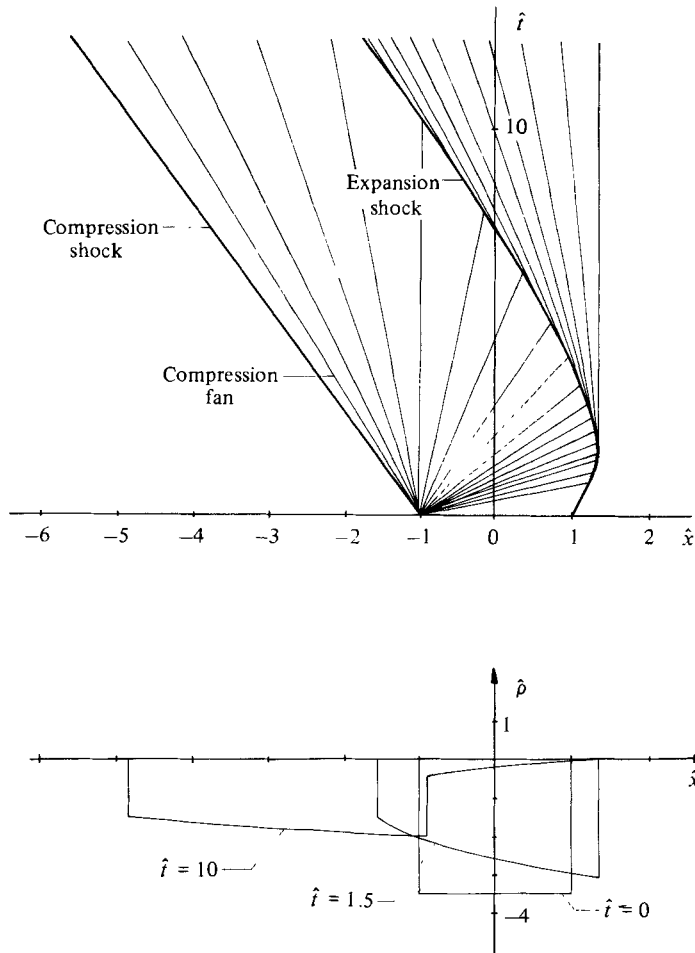 t̂
10
Expansion
shock
Compression
shock
Compression
fan
−6 −5 −4 −3 −2 −1 0 1 2 x̂
ρ̂
1
x̂
t̂ = 10
t̂ = 1.5
t̂ = 0
−4